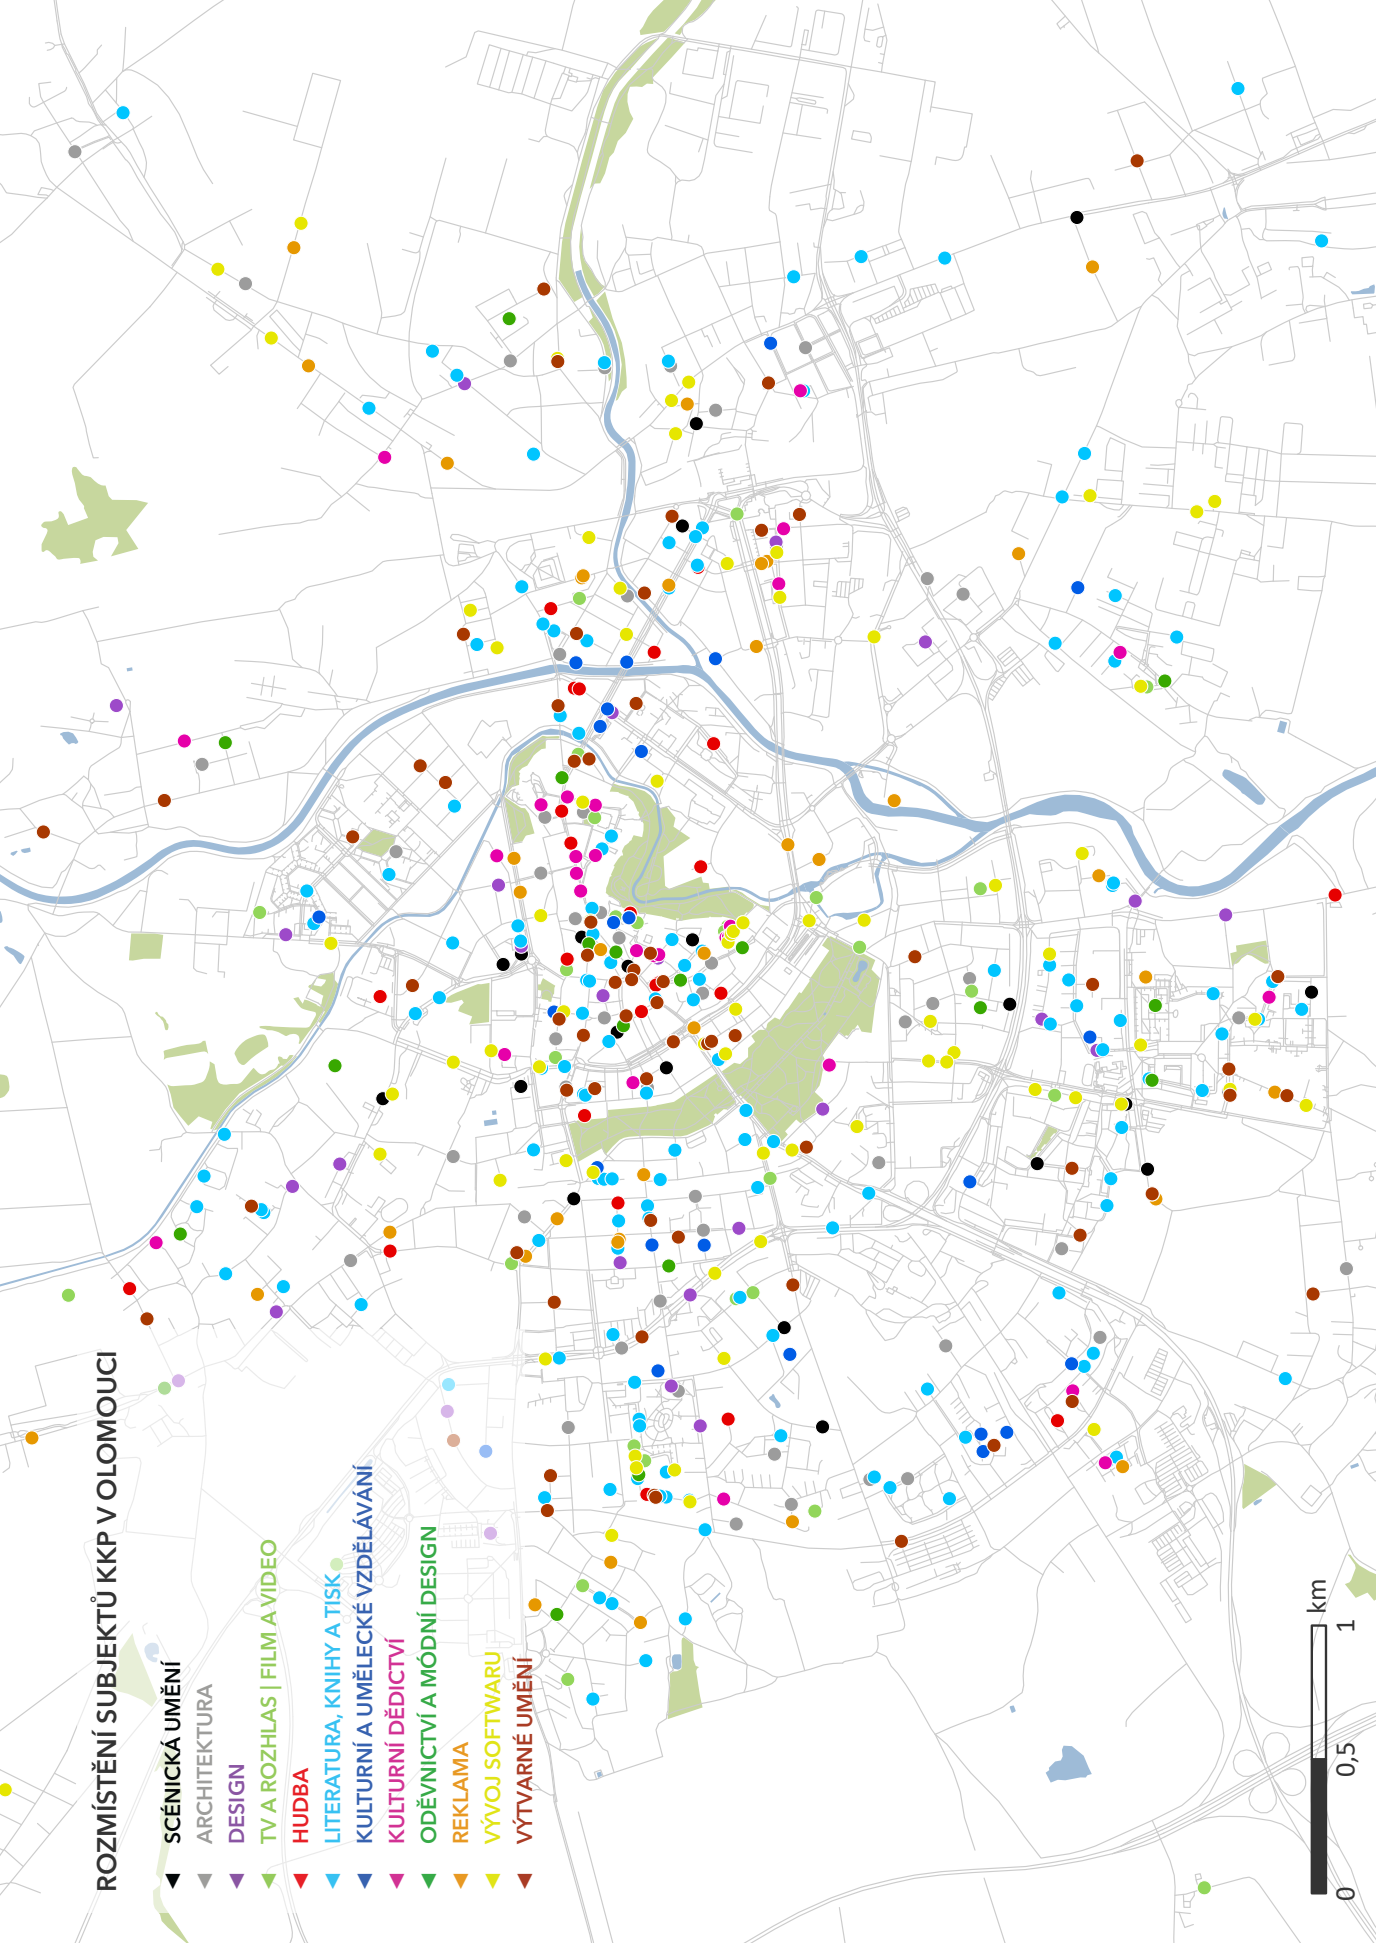 ROZMÍSTĚNÍ SUBJEKTŮ KKP V OLOMOUCI
SCÉNICKÁ UMĚNÍ
ARCHITEKTURA
DESIGN
TV A ROZHLAS | FILM A VIDEO
HUDBA
LITERATURA, KNIHY A TISK
KULTURNÍ A UMĚLECKÉ VZDĚLÁVÁNÍ
KULTURNÍ DĚDICTVÍ
ODĚVNICTVÍ A MÓDNÍ DESIGN
REKLAMA
VÝVOJ SOFTWARU
VÝTVARNÉ UMĚNÍ
km
0 0,5 1